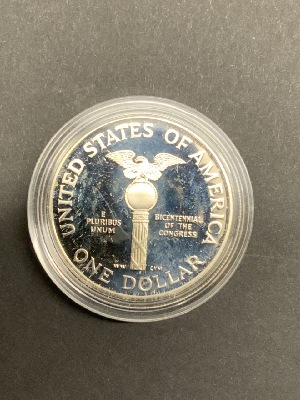 UNITED STATES OF AMERICA
E
PLURIBUS
UNUM
BICENTENNIAL
OF THE
CONGRESS
ONE DOLLAR